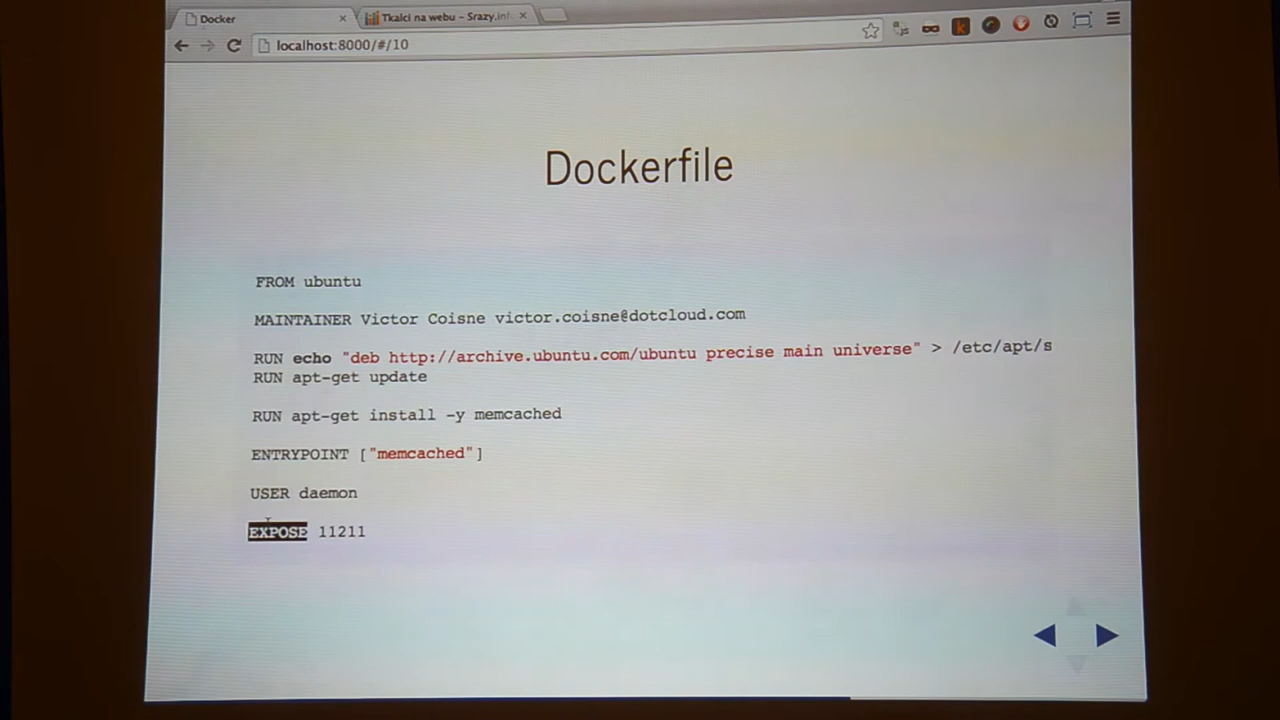 Docker
Tkalci na webu – Srazy.inf
localhost:8000/#/10
Dockerfile
FROM ubuntu
MAINTAINER Victor Coisne victor.coisne@dotcloud.com
RUN echo "deb http://archive.ubuntu.com/ubuntu precise main universe" > /etc/apt/s
RUN apt-get update
RUN apt-get install -y memcached
ENTRYPOINT ["memcached"]
USER daemon
EXPOSE 11211